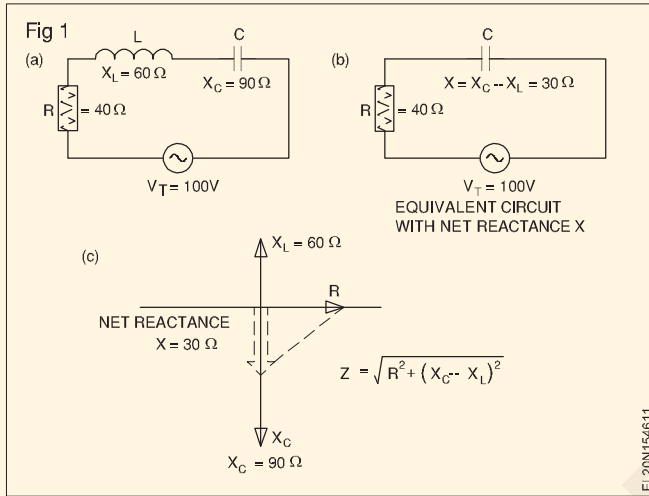 Fig 1
(a)
L
X_L = 60 Ω
C
X_C = 90 Ω
R = 40 Ω
V_T = 100V
(b)
C
X = X_C -- X_L = 30 Ω
R = 40 Ω
V_T = 100V
EQUIVALENT CIRCUIT
WITH NET REACTANCE X
(c)
X_L = 60 Ω
R
NET REACTANCE
X = 30 Ω
Z = √R² + (X_C -- X_L)²
X_C
X_C = 90 Ω